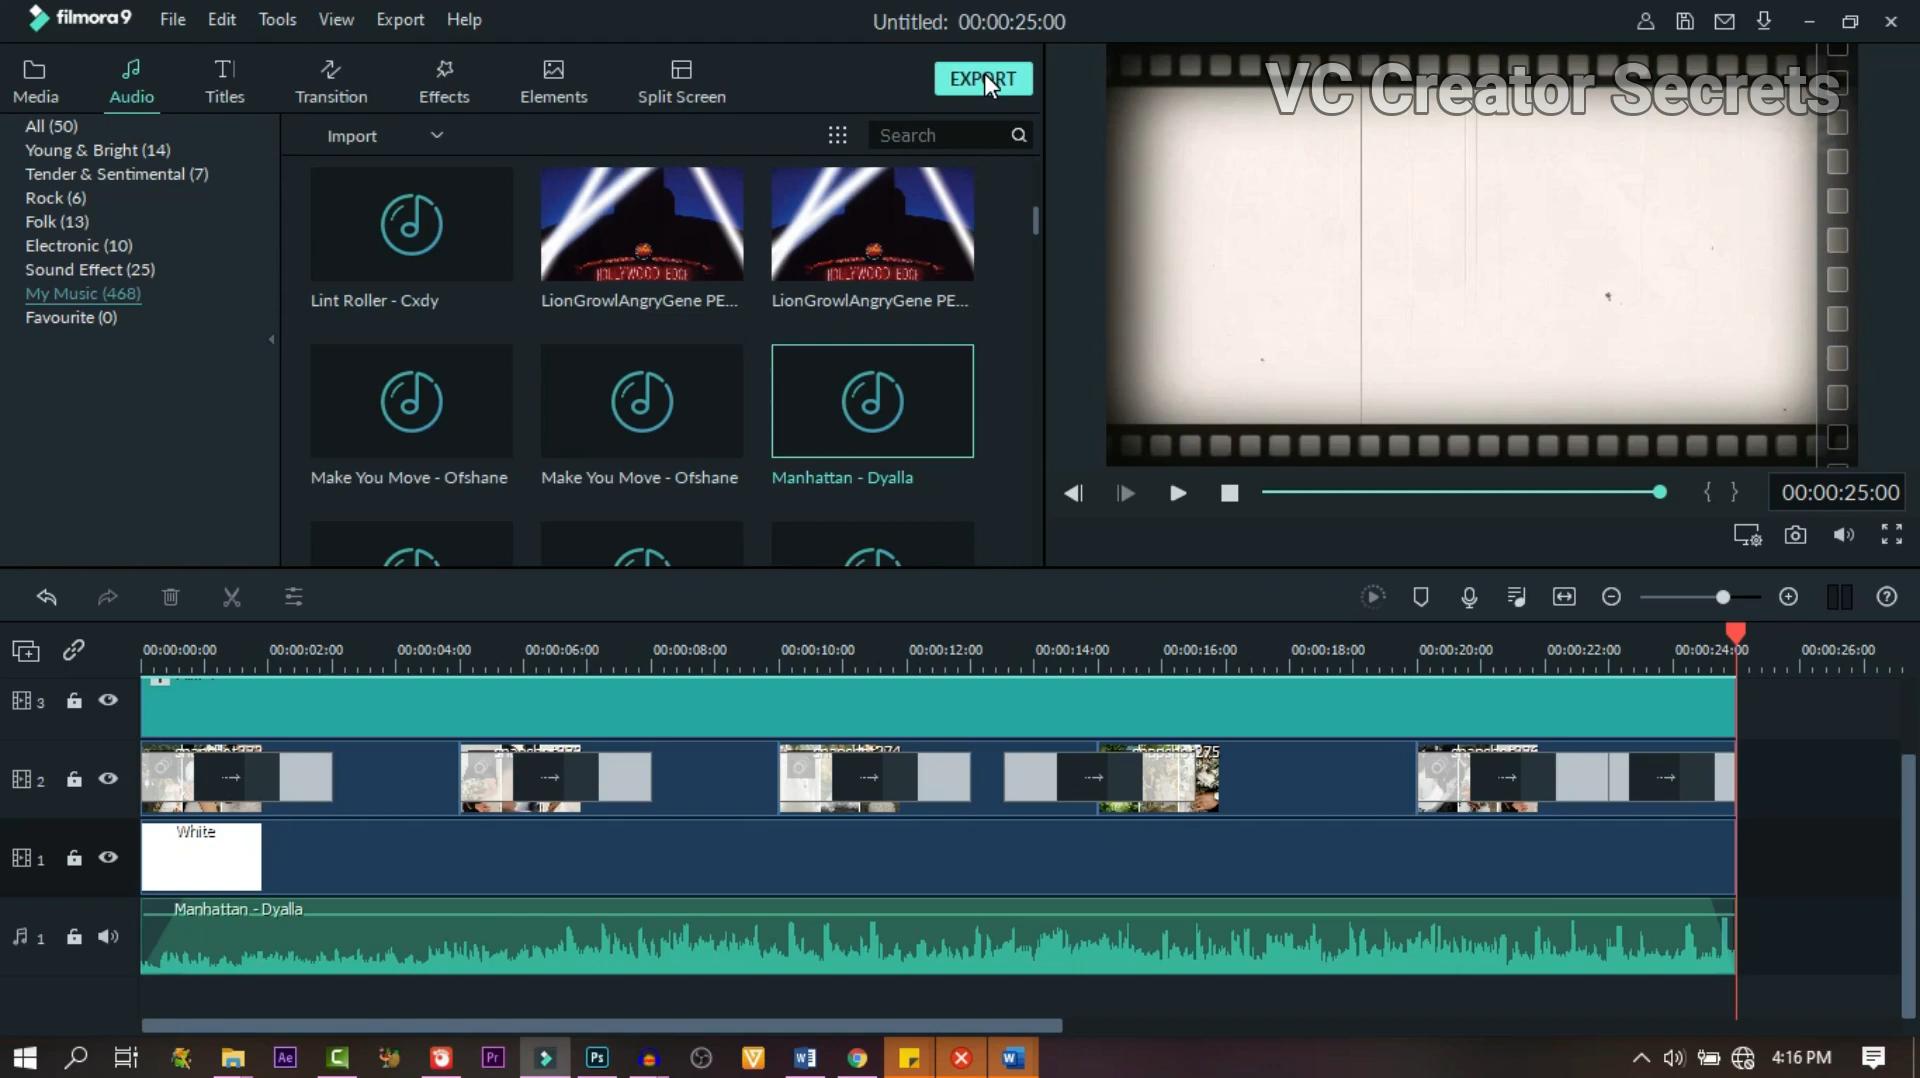 filmora9
File Edit Tools View Export Help
Untitled: 00:00:25:00
Media Audio Titles Transition Effects Elements Split Screen
EXPORT
VC Creator Secrets
All (50)
Young & Bright (14)
Tender & Sentimental (7)
Rock (6)
Folk (13)
Electronic (10)
Sound Effect (25)
My Music (468)
Favourite (0)
Import
Search
HOLLYWOOD EDGE
HOLLYWOOD EDGE
Lint Roller - Cxdy
LionGrowlAngryGene PE...
LionGrowlAngryGene PE...
Make You Move - Ofshane
Make You Move - Ofshane
Manhattan - Dyalla
00:00:25:00
00:00:00:00 00:00:02:00 00:00:04:00 00:00:06:00 00:00:08:00 00:00:10:00 00:00:12:00 00:00:14:00 00:00:16:00 00:00:18:00 00:00:20:00 00:00:22:00 00:00:24:00 00:00:26:00
3
2
1
White
Manhattan - Dyalla
1
Ae
Pr
Ps
4:16 PM